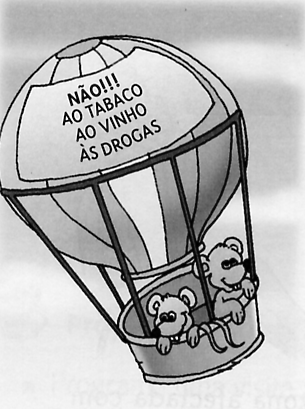 NÃO!!!
AO TABACO
AO VINHO
ÀS DROGAS